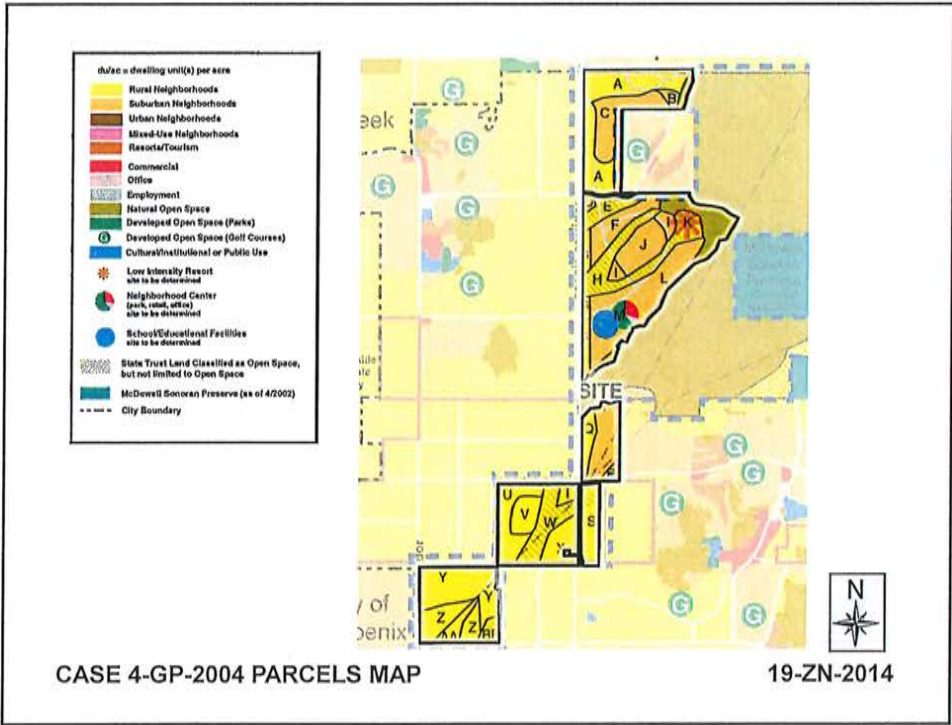 du/ac = dwelling unit(s) per acre
Rural Neighborhoods
Suburban Neighborhoods
Urban Neighborhoods
Mixed-Use Neighborhoods
Resorts/Tourism
Commercial
Office
Employment
Natural Open Space
Developed Open Space (Parks)
G Developed Open Space (Golf Courses)
Cultural/Institutional or Public Use
Low Intensity Resort
site to be determined
Neighborhood Center
(park, retail, office)
site to be determined
School/Educational Facilities
site to be determined
State Trust Land Classified as Open Space,
but not limited to Open Space
McDowell Sonoran Preserve (as of 4/2002)
City Boundary
G
A
B
eek
G
C
G
G
G
A
G
E
F
I
K
J
H
I
L
G
M
SITE
Q
G
G
U
V
W
T
S
G
Y
Y
Z
AA
Z
G
G
y of
oenix
N
CASE 4-GP-2004 PARCELS MAP
19-ZN-2014